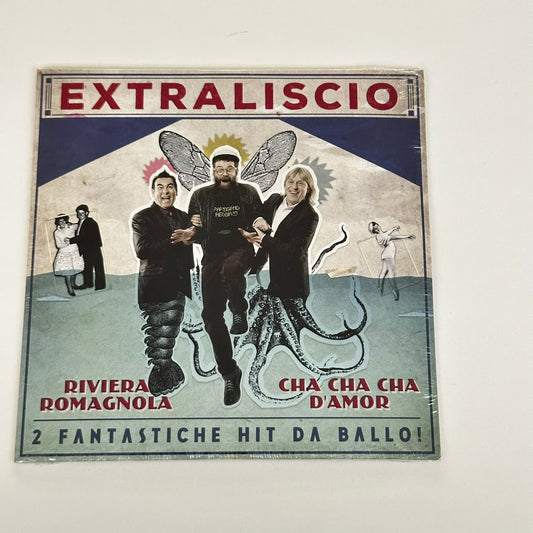 EXTRALISCIO
RIVIERA
ROMAGNOLA
CHA CHA CHA
D'AMOR
2 FANTASTICHE HIT DA BALLO!